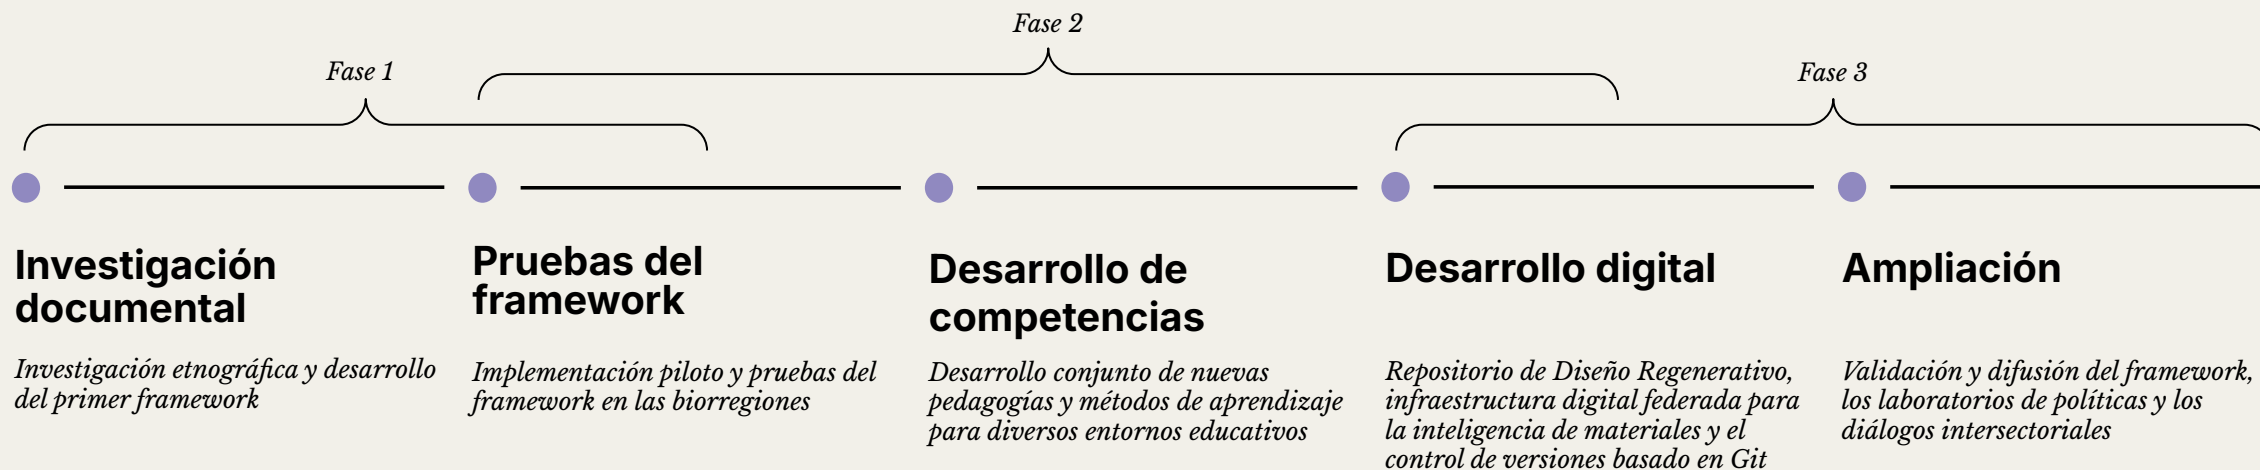 Fase 2
Fase 1
Fase 3
Investigación
documental
Investigación etnográfica y desarrollo
del primer framework
Pruebas del
framework
Implementación piloto y pruebas del
framework en las biorregiones
Desarrollo de
competencias
Desarrollo conjunto de nuevas
pedagogías y métodos de aprendizaje
para diversos entornos educativos
Desarrollo digital
Repositorio de Diseño Regenerativo,
infraestructura digital federada para
la inteligencia de materiales y el
control de versiones basado en Git
Ampliación
Validación y difusión del framework,
los laboratorios de políticas y los
diálogos intersectoriales